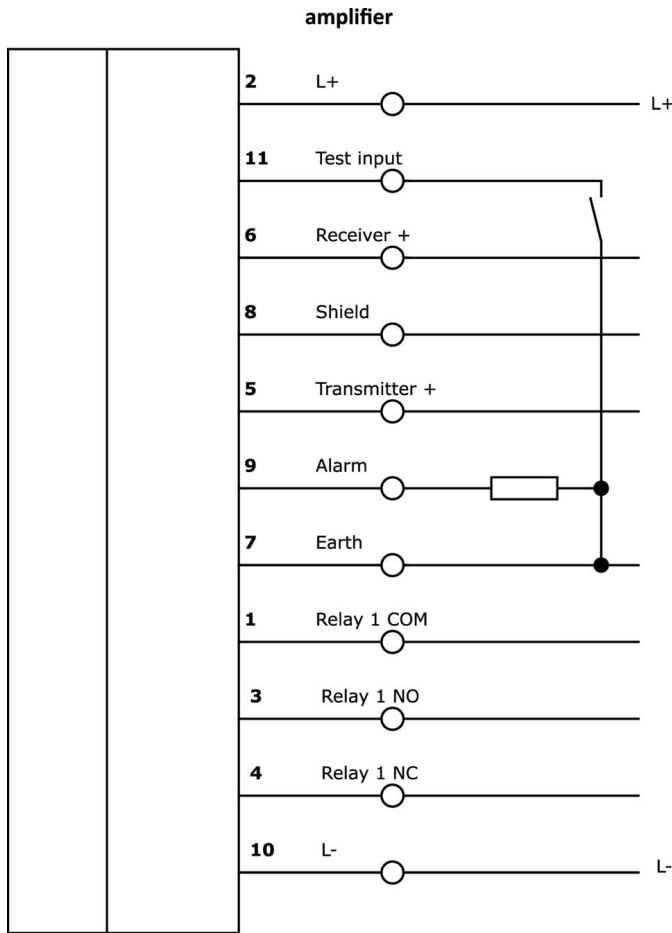 amplifier
2 L+ L+
11 Test input
6 Receiver +
8 Shield
5 Transmitter +
9 Alarm
7 Earth
1 Relay 1 COM
3 Relay 1 NO
4 Relay 1 NC
10 L- L-